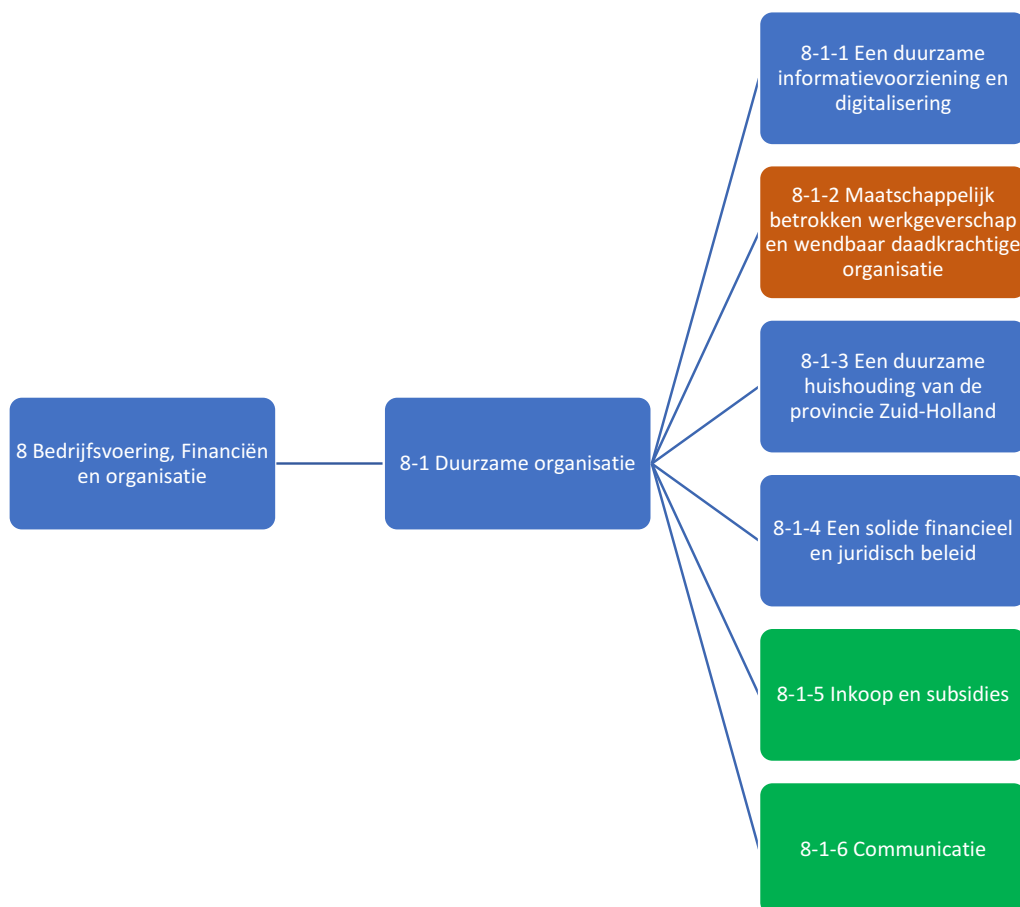 8 Bedrijfsvoering, Financiën
en organisatie
8-1 Duurzame organisatie
8-1-1 Een duurzame
informatievoorziening en
digitalisering
8-1-2 Maatschappelijk
betrokken werkgeverschap
en wendbaar daadkrachtige
organisatie
8-1-3 Een duurzame
huishouding van de
provincie Zuid-Holland
8-1-4 Een solide financieel
en juridisch beleid
8-1-5 Inkoop en subsidies
8-1-6 Communicatie